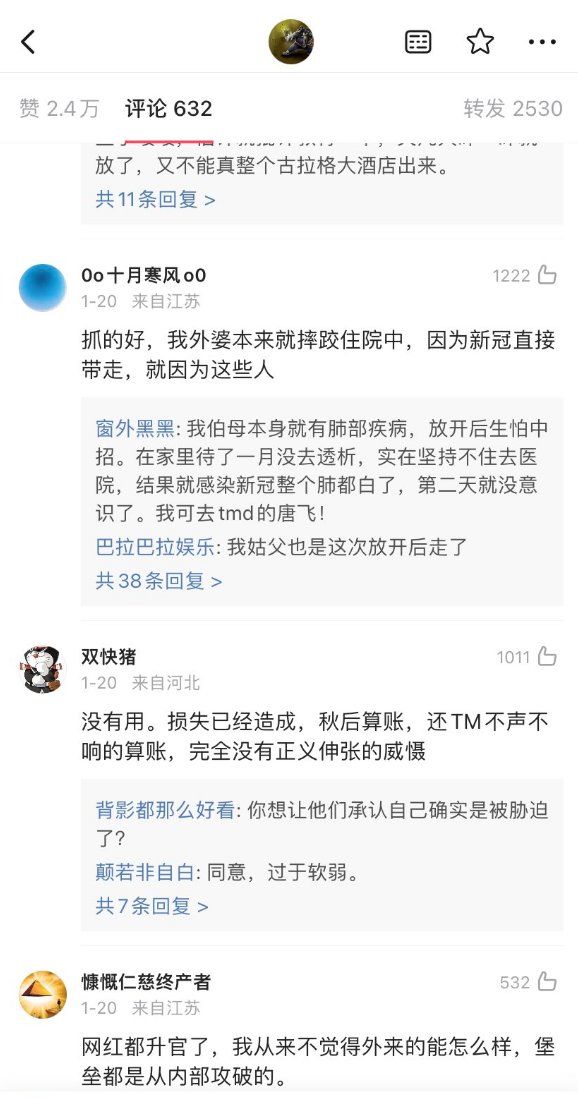 赞 2.4万 评论 632 转发 2530
放了，又不能真整个古拉格大酒店出来。
共11条回复 >
0o十月寒风o0 1222
1-20 来自江苏
抓的好，我外婆本来就摔跤住院中，因为新冠直接
带走，就因为这些人
窗外黑黑: 我伯母本身就有肺部疾病，放开后生怕中
招。在家里待了一月没去透析，实在坚持不住去医
院，结果就感染新冠整个肺都白了，第二天就没意
识了。我可去tmd的唐飞！
巴拉巴拉娱乐: 我姑父也是这次放开后走了
共38条回复 >
双快猪 1011
1-20 来自河北
没有用。损失已经造成，秋后算账，还TM不声不
响的算账，完全没有正义伸张的威慑
背影都那么好看: 你想让他们承认自己确实是被胁迫
了？
颠若非自白: 同意，过于软弱。
共7条回复 >
慷慨仁慈终产者 532
1-20 来自江苏
网红都升官了，我从来不觉得外来的能怎么样，堡
垒都是从内部攻破的。